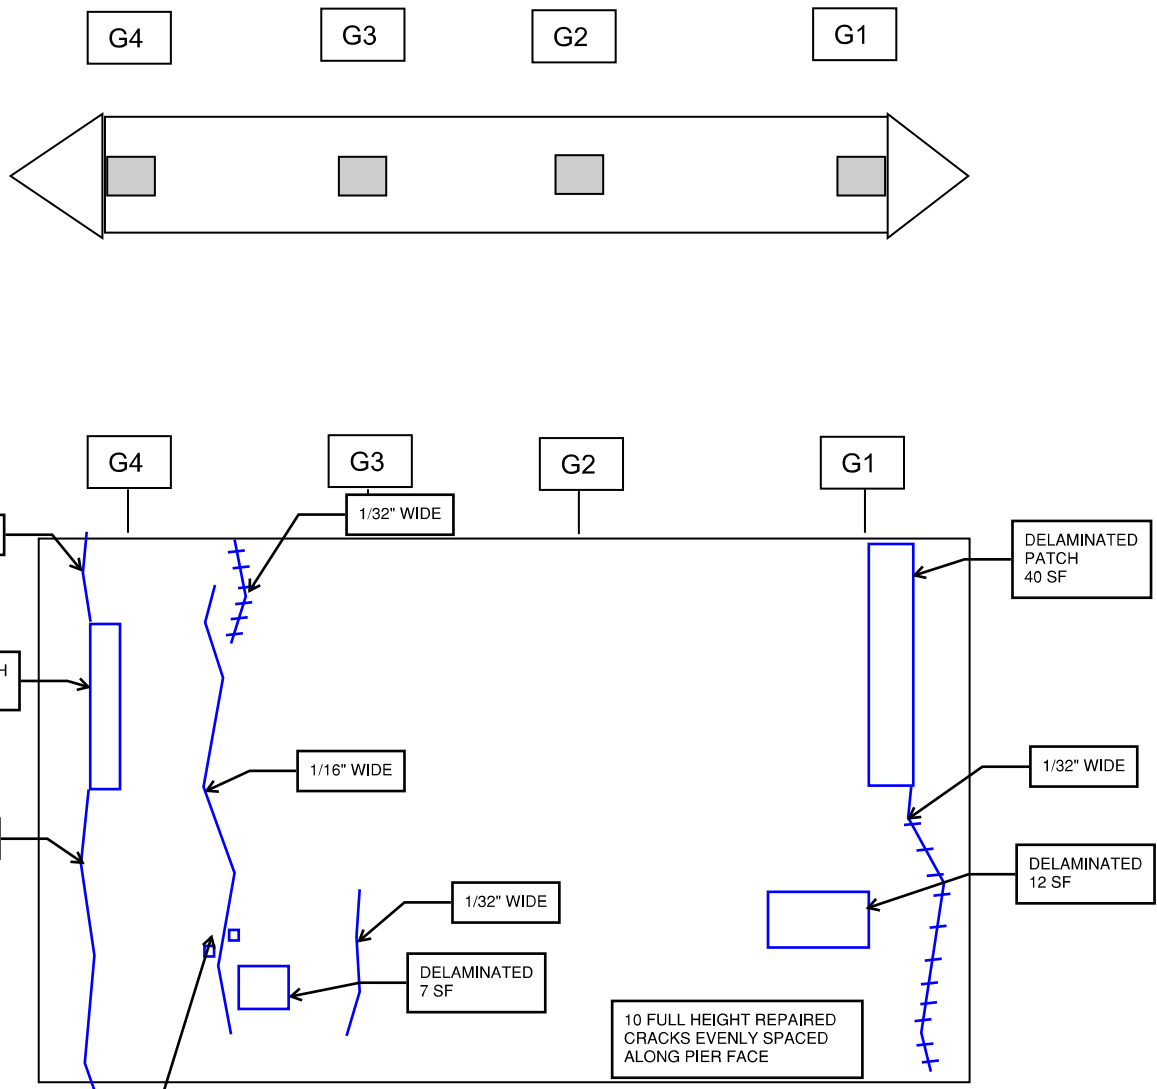 G4
G3
G2
G1
G4
G3
G2
G1
1/32" WIDE
DELAMINATED
PATCH
40 SF
H
1/16" WIDE
1/32" WIDE
DELAMINATED
12 SF
1/32" WIDE
DELAMINATED
7 SF
10 FULL HEIGHT REPAIRED
CRACKS EVENLY SPACED
ALONG PIER FACE